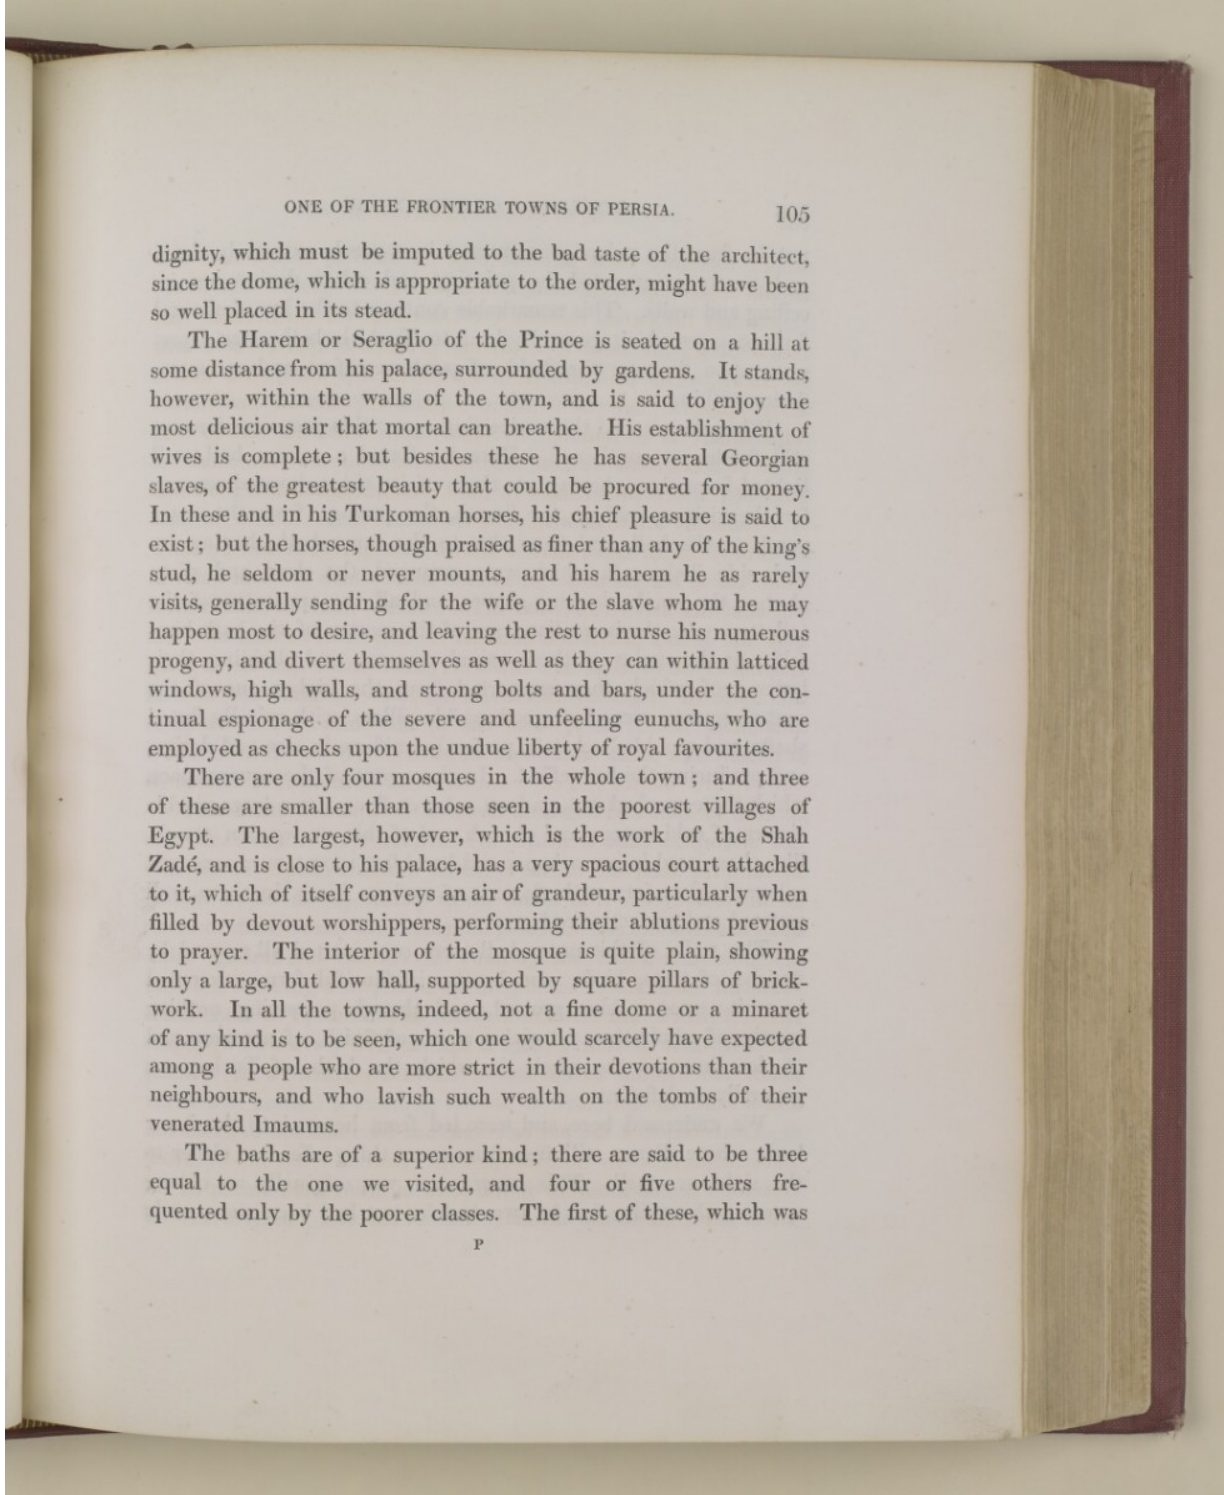 ONE OF THE FRONTIER TOWNS OF PERSIA. 105
dignity, which must be imputed to the bad taste of the architect,
since the dome, which is appropriate to the order, might have been
so well placed in its stead.
The Harem or Seraglio of the Prince is seated on a hill at
some distance from his palace, surrounded by gardens. It stands,
however, within the walls of the town, and is said to enjoy the
most delicious air that mortal can breathe. His establishment of
wives is complete; but besides these he has several Georgian
slaves, of the greatest beauty that could be procured for money.
In these and in his Turkoman horses, his chief pleasure is said to
exist; but the horses, though praised as finer than any of the king's
stud, he seldom or never mounts, and his harem he as rarely
visits, generally sending for the wife or the slave whom he may
happen most to desire, and leaving the rest to nurse his numerous
progeny, and divert themselves as well as they can within latticed
windows, high walls, and strong bolts and bars, under the con-
tinual espionage of the severe and unfeeling eunuchs, who are
employed as checks upon the undue liberty of royal favourites.
There are only four mosques in the whole town; and three
of these are smaller than those seen in the poorest villages of
Egypt. The largest, however, which is the work of the Shah
Zadé, and is close to his palace, has a very spacious court attached
to it, which of itself conveys an air of grandeur, particularly when
filled by devout worshippers, performing their ablutions previous
to prayer. The interior of the mosque is quite plain, showing
only a large, but low hall, supported by square pillars of brick-
work. In all the towns, indeed, not a fine dome or a minaret
of any kind is to be seen, which one would scarcely have expected
among a people who are more strict in their devotions than their
neighbours, and who lavish such wealth on the tombs of their
venerated Imaums.
The baths are of a superior kind; there are said to be three
equal to the one we visited, and four or five others fre-
quented only by the poorer classes. The first of these, which was
P